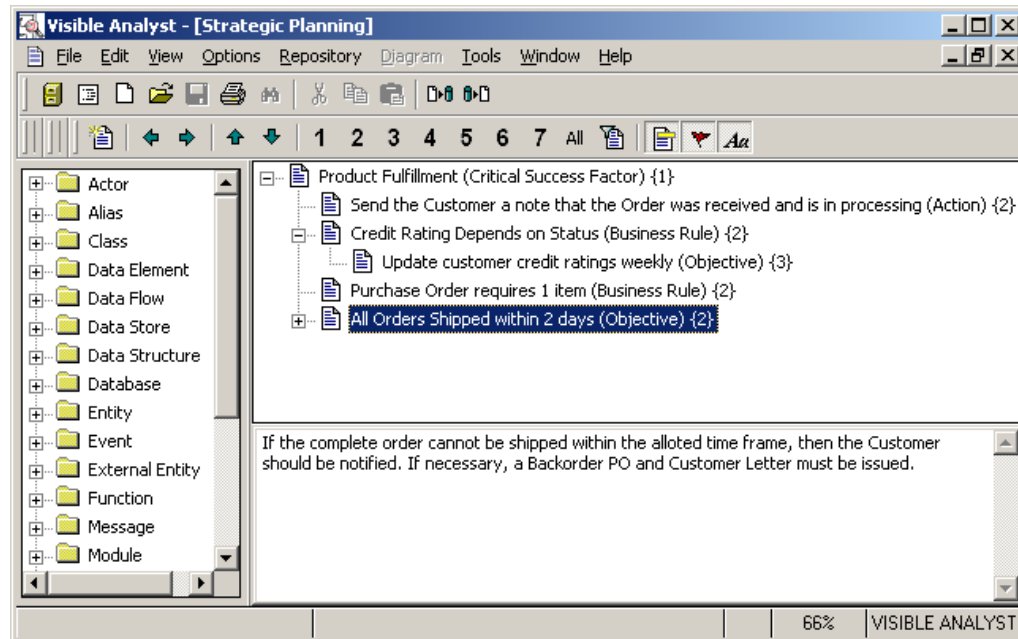 Visible Analyst - [Strategic Planning]
File Edit View Options Repository Diagram Tools Window Help
1 2 3 4 5 6 7 All Aa
Actor
Alias
Class
Data Element
Data Flow
Data Store
Data Structure
Database
Entity
Event
External Entity
Function
Message
Module
Product Fulfillment (Critical Success Factor) {1}
Send the Customer a note that the Order was received and is in processing (Action) {2}
Credit Rating Depends on Status (Business Rule) {2}
Update customer credit ratings weekly (Objective) {3}
Purchase Order requires 1 item (Business Rule) {2}
All Orders Shipped within 2 days (Objective) {2}
If the complete order cannot be shipped within the alloted time frame, then the Customer
should be notified. If necessary, a Backorder PO and Customer Letter must be issued.
66% VISIBLE ANALYST